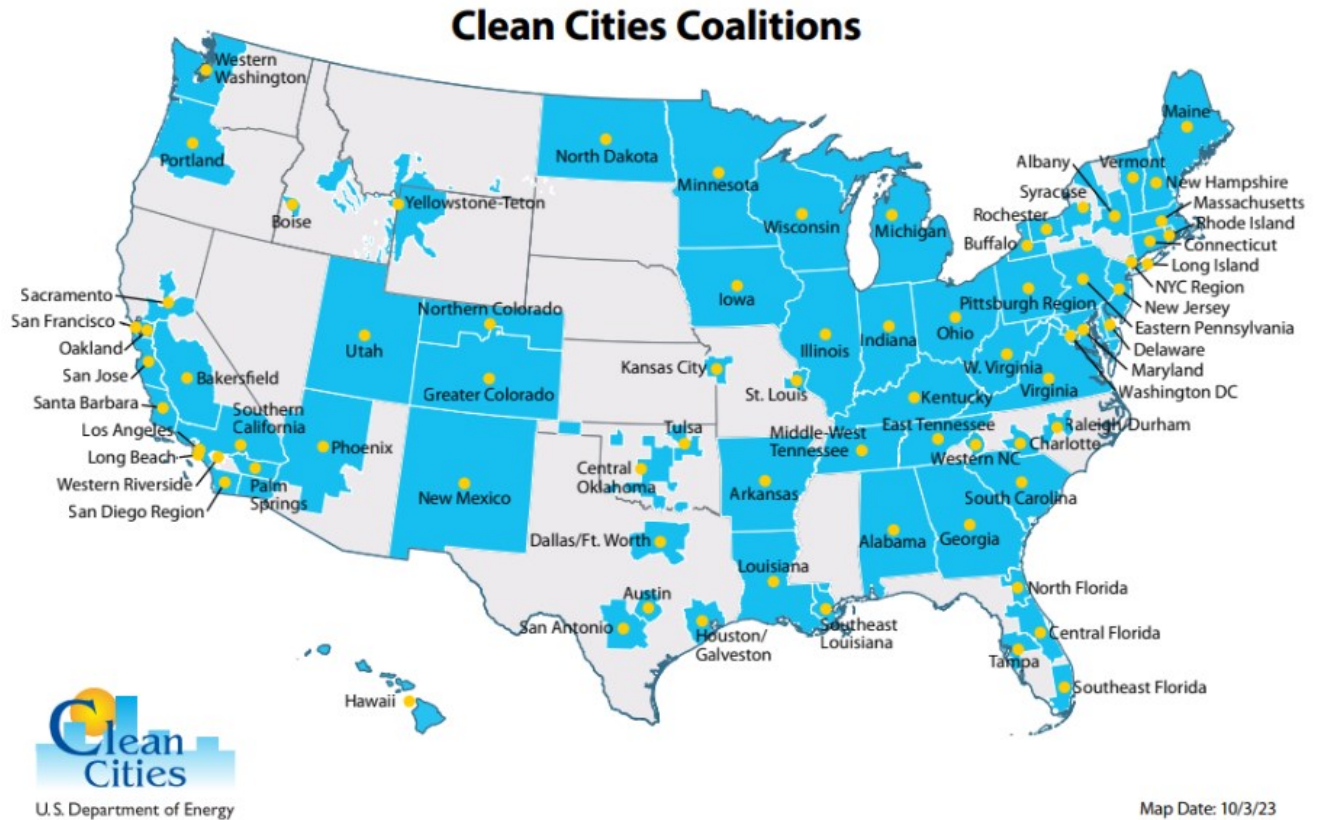 Clean Cities Coalitions
Western
Washington
Portland
Boise
Yellowstone-Teton
North Dakota
Minnesota
Wisconsin
Michigan
Maine
Albany
Vermont
Syracuse
New Hampshire
Massachusetts
Rochester
Rhode Island
Buffalo
Connecticut
Long Island
NYC Region
New Jersey
Pittsburgh Region
Eastern Pennsylvania
Delaware
Maryland
Washington DC
Sacramento
San Francisco
Oakland
San Jose
Bakersfield
Santa Barbara
Southern
California
Los Angeles
Long Beach
Western Riverside
San Diego Region
Palm
Springs
Utah
Phoenix
Northern Colorado
Greater Colorado
New Mexico
Iowa
Kansas City
St. Louis
Illinois
Indiana
Ohio
W. Virginia
Virginia
Kentucky
Tulsa
Central
Oklahoma
Middle-West
Tennessee
East Tennessee
Western NC
Raleigh Durham
Charlotte
South Carolina
Arkansas
Dallas/Ft. Worth
Austin
San Antonio
Houston/
Galveston
Louisiana
Southeast
Louisiana
Alabama
Georgia
North Florida
Central Florida
Tampa
Southeast Florida
Hawaii
Clean
Cities
U.S. Department of Energy
Map Date: 10/3/23